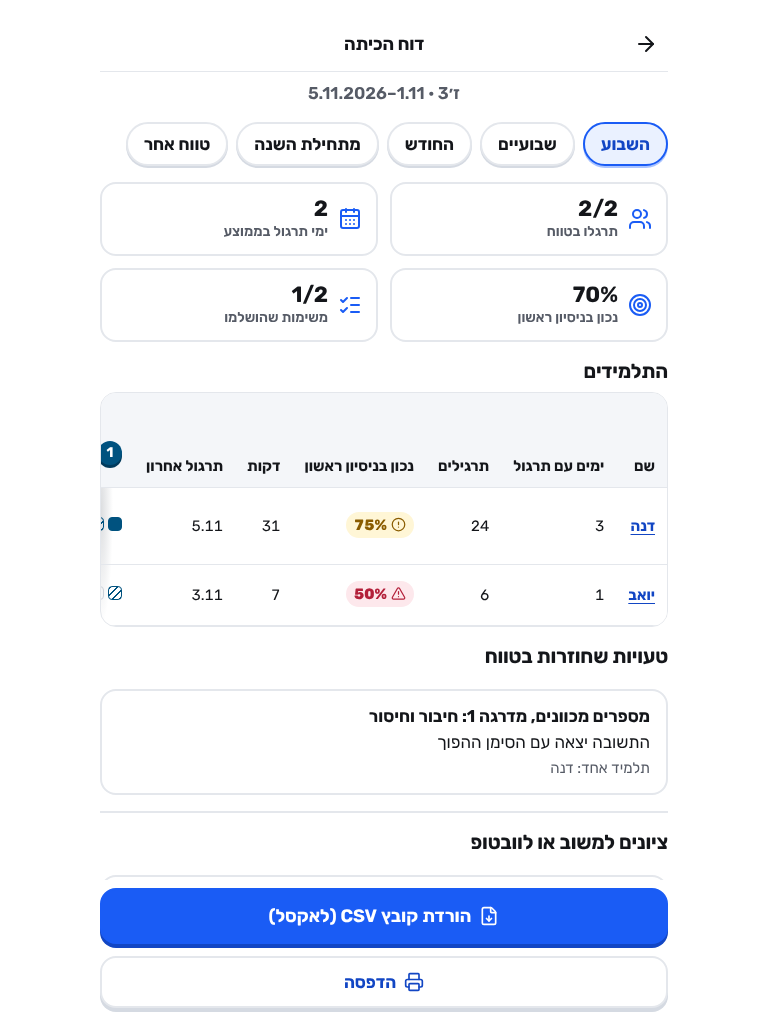 דוח הכיתה
ז׳3 • 1.11–5.11.2026
השבוע
שבועיים
החודש
מתחילת השנה
טווח אחר
2/2
תרגלו בטווח
2
ימי תרגול בממוצע
70%
נכון בניסיון ראשון
1/2
משימות שהושלמו
התלמידים
שם ימים עם תרגול תרגילים נכון בניסיון ראשון דקות תרגול אחרון 1
דנה 3 24 75% 31 5.11
יואב 1 6 50% 7 3.11
טעויות שחוזרות בטווח
מספרים מכוונים, מדרגה 1: חיבור וחיסור
התשובה יצאה עם הסימן ההפוך
תלמיד אחד: דנה
ציונים למשוב או לוובטופ
הורדת קובץ CSV (לאקסל)
הדפסה